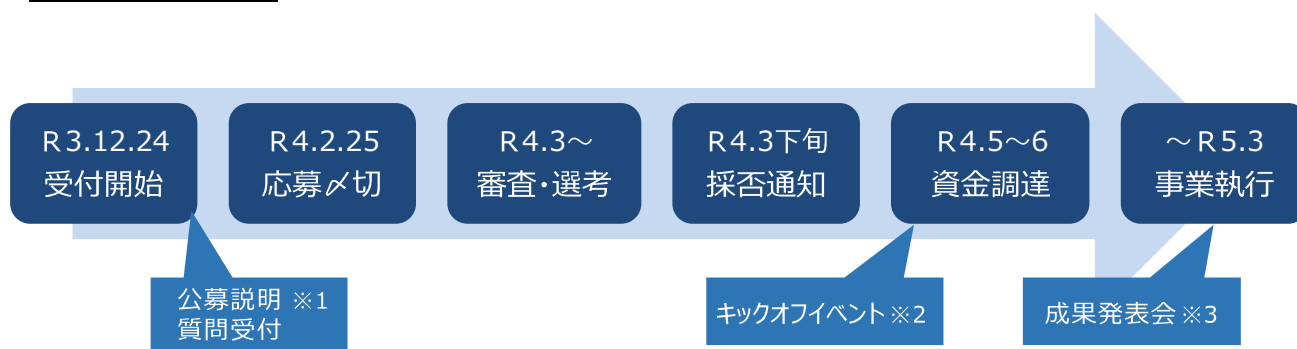 R3.12.24
受付開始
R4.2.25
応募〆切
R4.3～
審査・選考
R4.3下旬
採否通知
R4.5～6
資金調達
～R5.3
事業執行
公募説明 ※1
質問受付
キックオフイベント※2
成果発表会※3